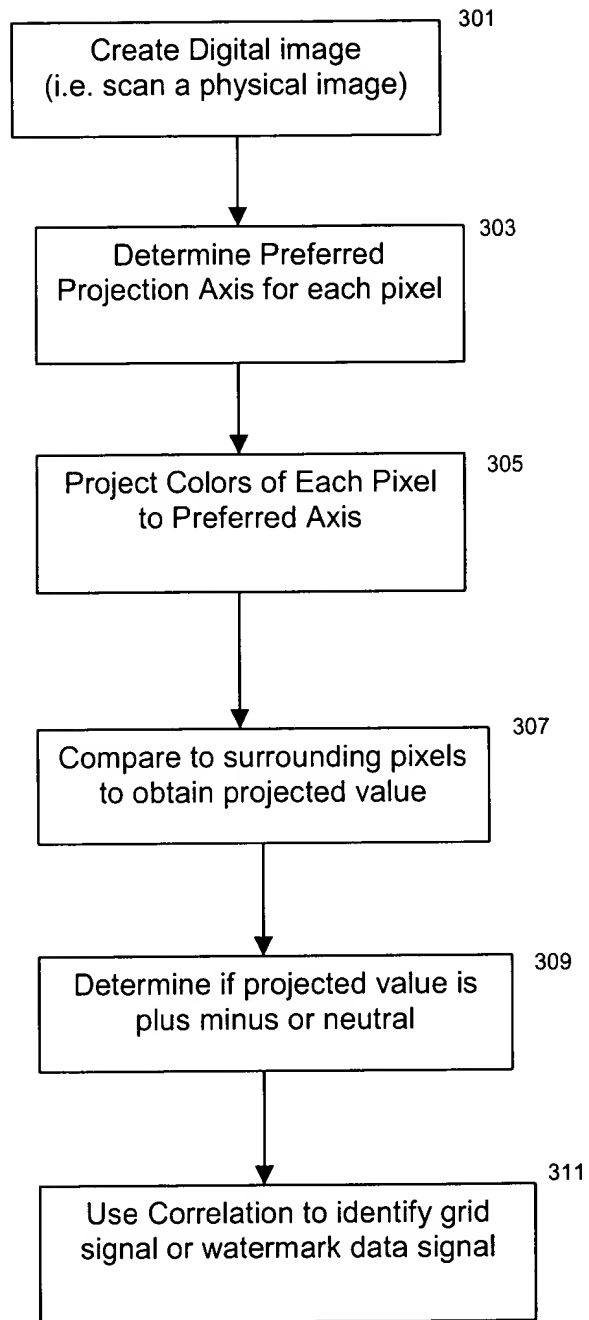 301
Create Digital image
(i.e. scan a physical image)
303
Determine Preferred
Projection Axis for each pixel
305
Project Colors of Each Pixel
to Preferred Axis
307
Compare to surrounding pixels
to obtain projected value
309
Determine if projected value is
plus minus or neutral
311
Use Correlation to identify grid
signal or watermark data signal